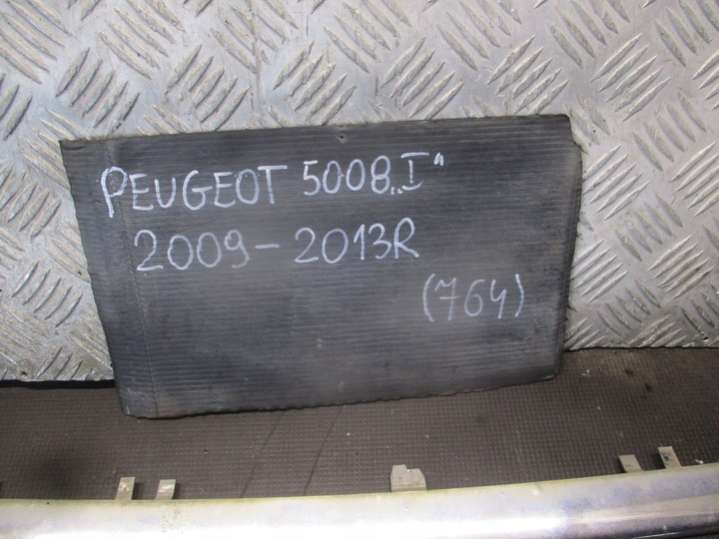 PEUGEOT 5008 „I"
2009-2013R
(764)